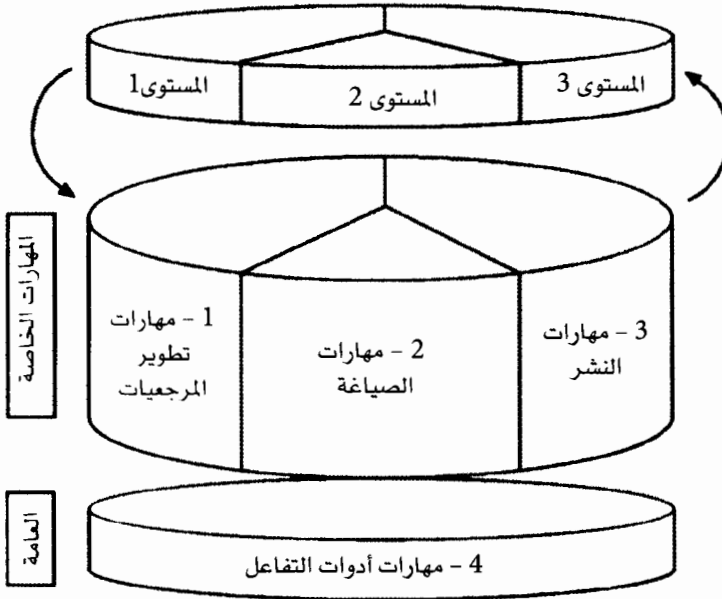 المستوى1
المستوى 2
المستوى 3
المهارات الخاصة
1 - مهارات
تطوير
المرجعيات
2 - مهارات
الصياغة
3 - مهارات
النشر
العامة
4 - مهارات أدوات التفاعل